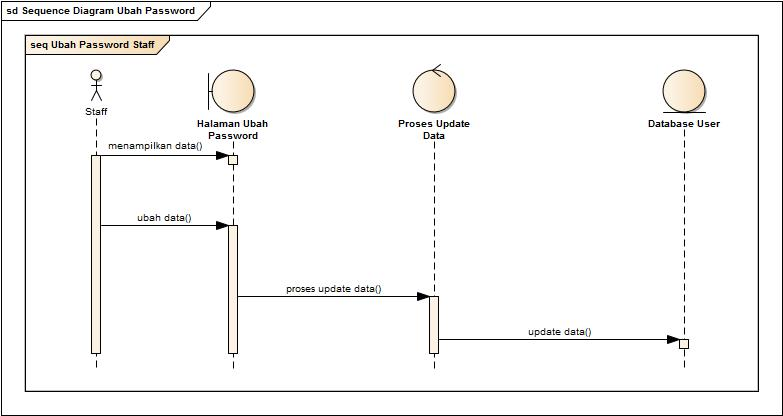 sd Sequence Diagram Ubah Password
seq Ubah Password Staff
Staff
Halaman Ubah
Password
Proses Update
Data
Database User
menampilkan data()
ubah data()
proses update data()
update data()